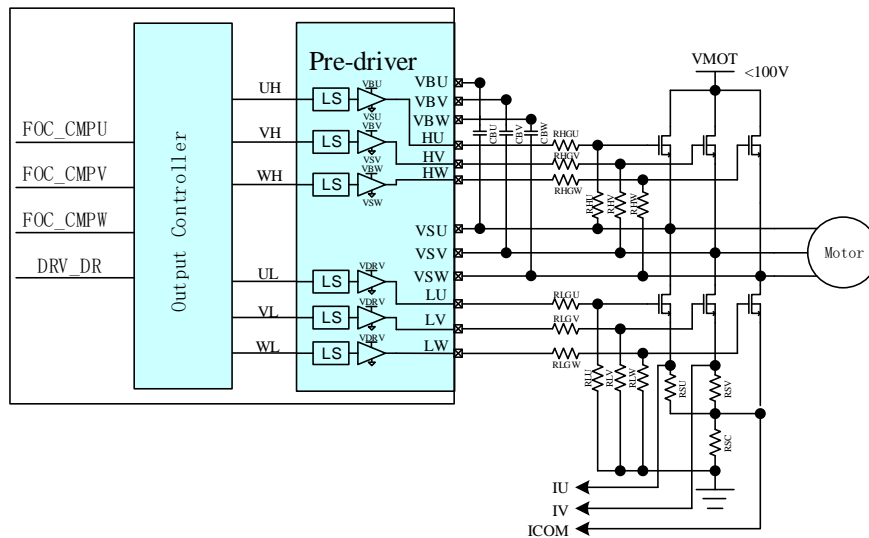 VMOT
<100V
Pre-driver
Output Controller
FOC_CMPU
FOC_CMPV
FOC_CMPW
DRV_DR
UH
VH
WH
UL
VL
WL
LS
VBU
VSU
LS
VBV
VSV
LS
VBW
VSW
LS
VDRV
LS
VDRV
LS
VDRV
VBU
VBV
VBW
HU
HV
HW
VSU
VSV
VSW
LU
LV
LW
CBU
CBV
CBW
RHGU
RHGV
RHGW
RHU
RHV
RHW
RLGU
RLGV
RLGW
RLU
RLV
RLW
RSU
RSV
RSC
Motor
IU
IV
ICOM